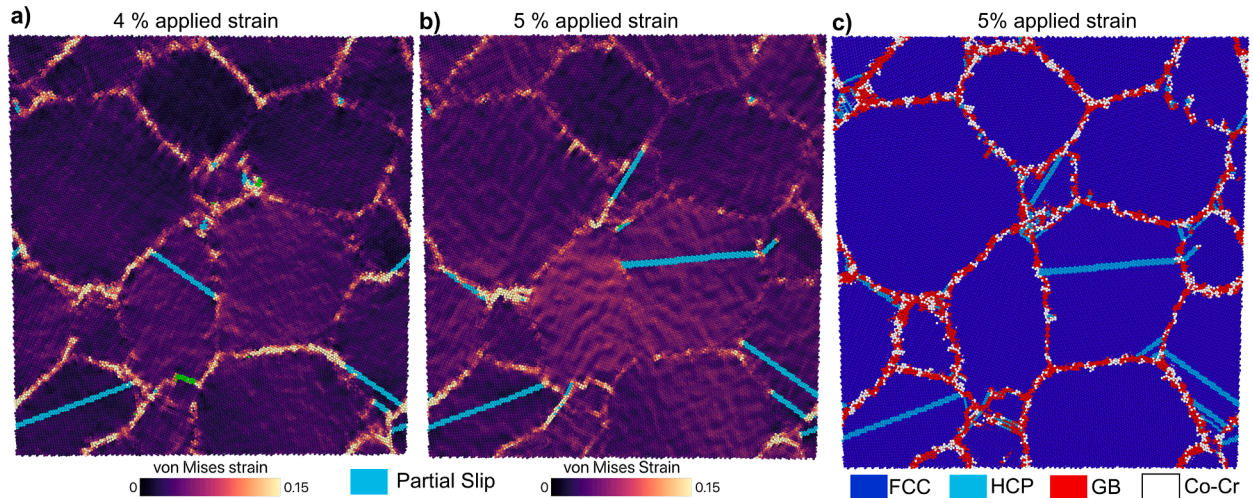 a)
4 % applied strain
b)
5 % applied strain
c)
5% applied strain
von Mises strain
0
0.15
Partial Slip
von Mises Strain
0
0.15
FCC
HCP
GB
Co-Cr